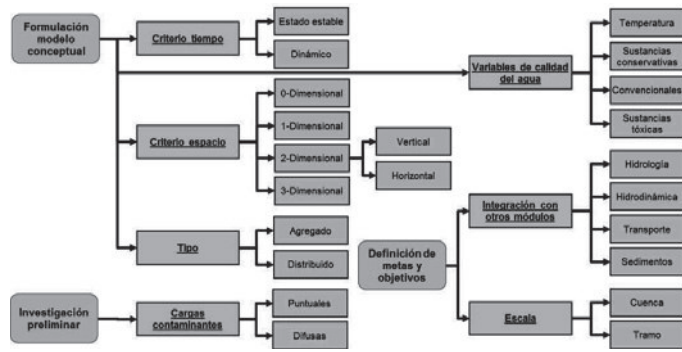 Formulación
modelo
conceptual
Criterio tiempo
Estado estable
Dinámico
Variables de calidad
del agua
Temperatura
Sustancias
conservativas
Convencionales
Sustancias
tóxicas
Criterio espacio
0-Dimensional
1-Dimensional
2-Dimensional
3-Dimensional
Vertical
Horizontal
Tipo
Agregado
Distribuido
Definición de
metas y
objetivos
Integración con
otros módulos
Hidrología
Hidrodinámica
Transporte
Sedimentos
Escala
Cuenca
Tramo
Investigación
preliminar
Cargas
contaminantes
Puntuales
Difusas